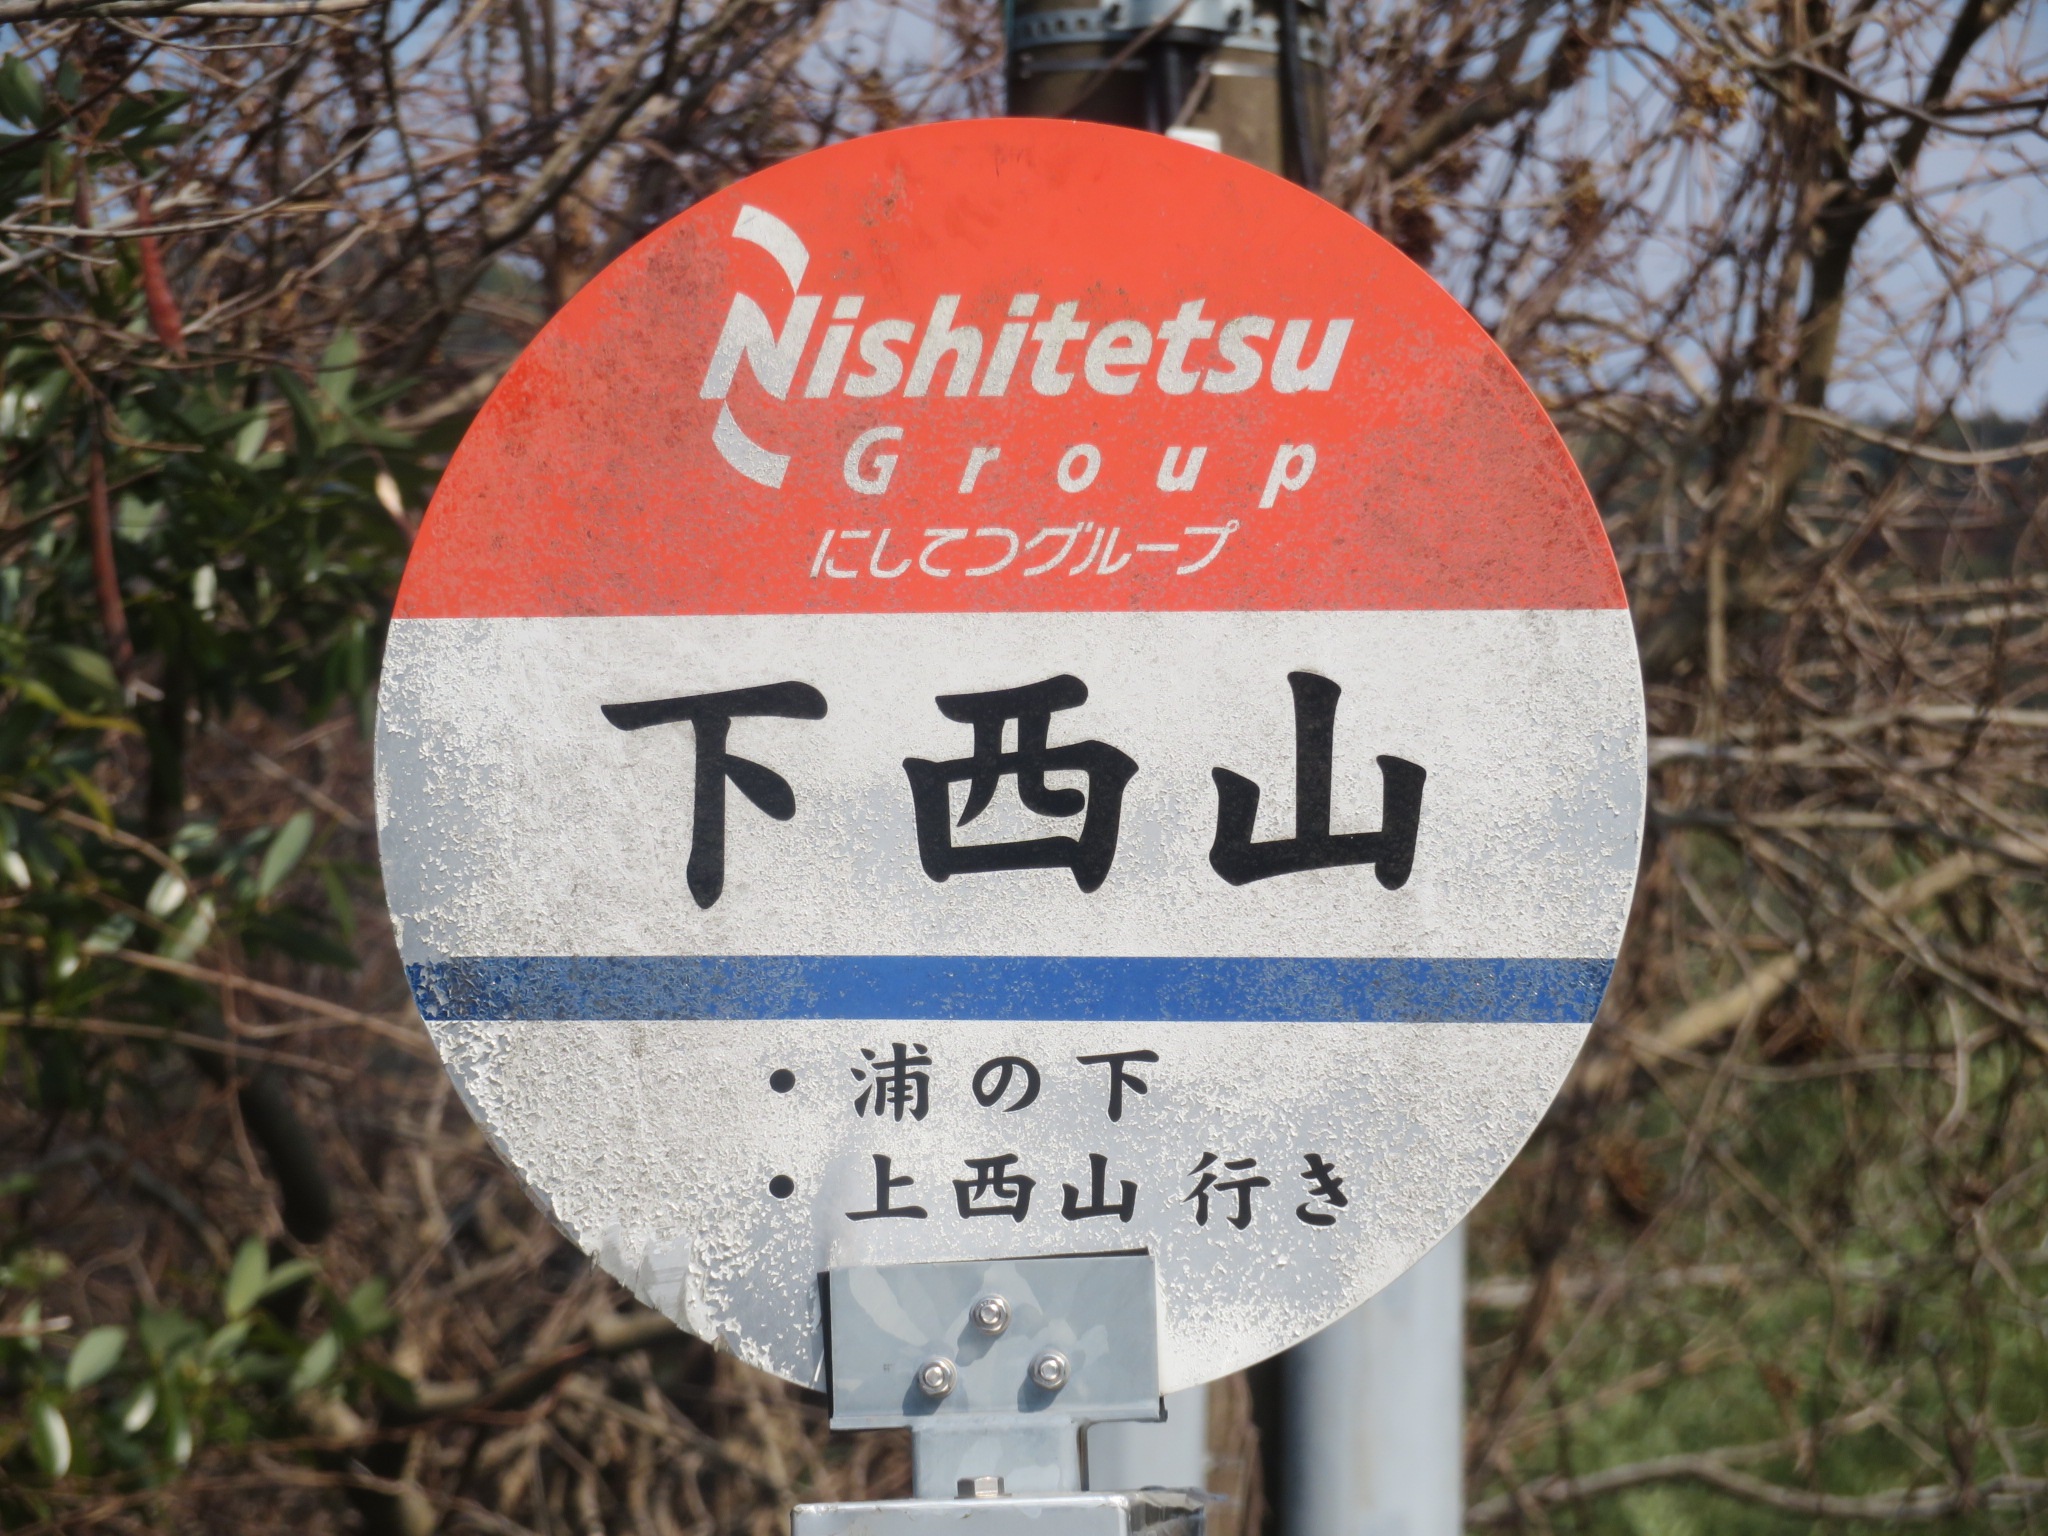 Nishitetsu
Group
にしてつグループ
下西山
・浦の下
・上西山行き